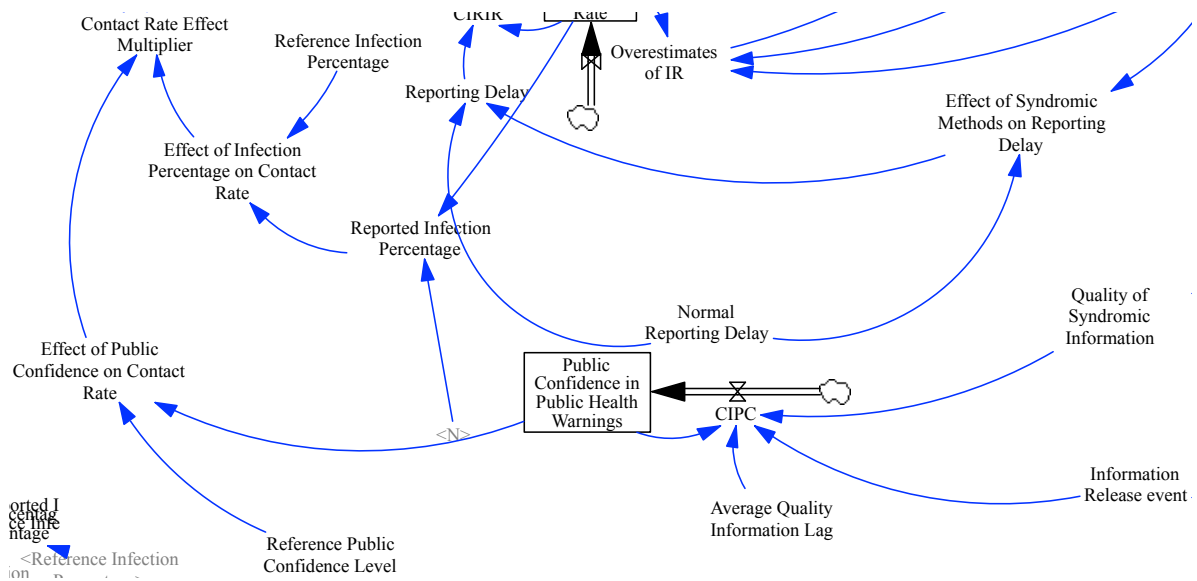 Contact Rate Effect
Multiplier
CIRIR
Rate
Reference Infection
Percentage
Overestimates
of IR
Reporting Delay
Effect of Syndromic
Methods on Reporting
Delay
Effect of Infection
Percentage on Contact
Rate
Reported Infection
Percentage
Normal
Reporting Delay
Quality of
Syndromic
Information
Effect of Public
Confidence on Contact
Rate
Public
Confidence in
Public Health
Warnings
CIPC
<N>
Information
Release event
Average Quality
Information Lag
Reference Public
Confidence Level
<Reference Infection